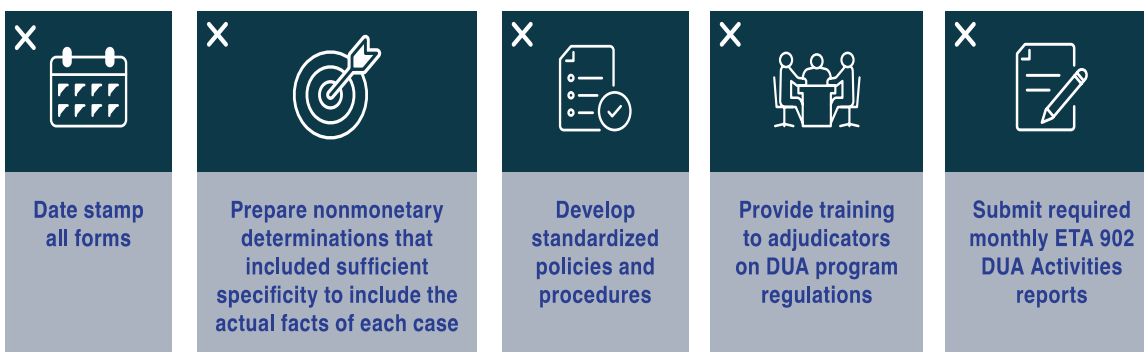 Date stamp
all forms
Prepare nonmonetary
determinations that
included sufficient
specificity to include the
actual facts of each case
Develop
standardized
policies and
procedures
Provide training
to adjudicators
on DUA program
regulations
Submit required
monthly ETA 902
DUA Activities
reports